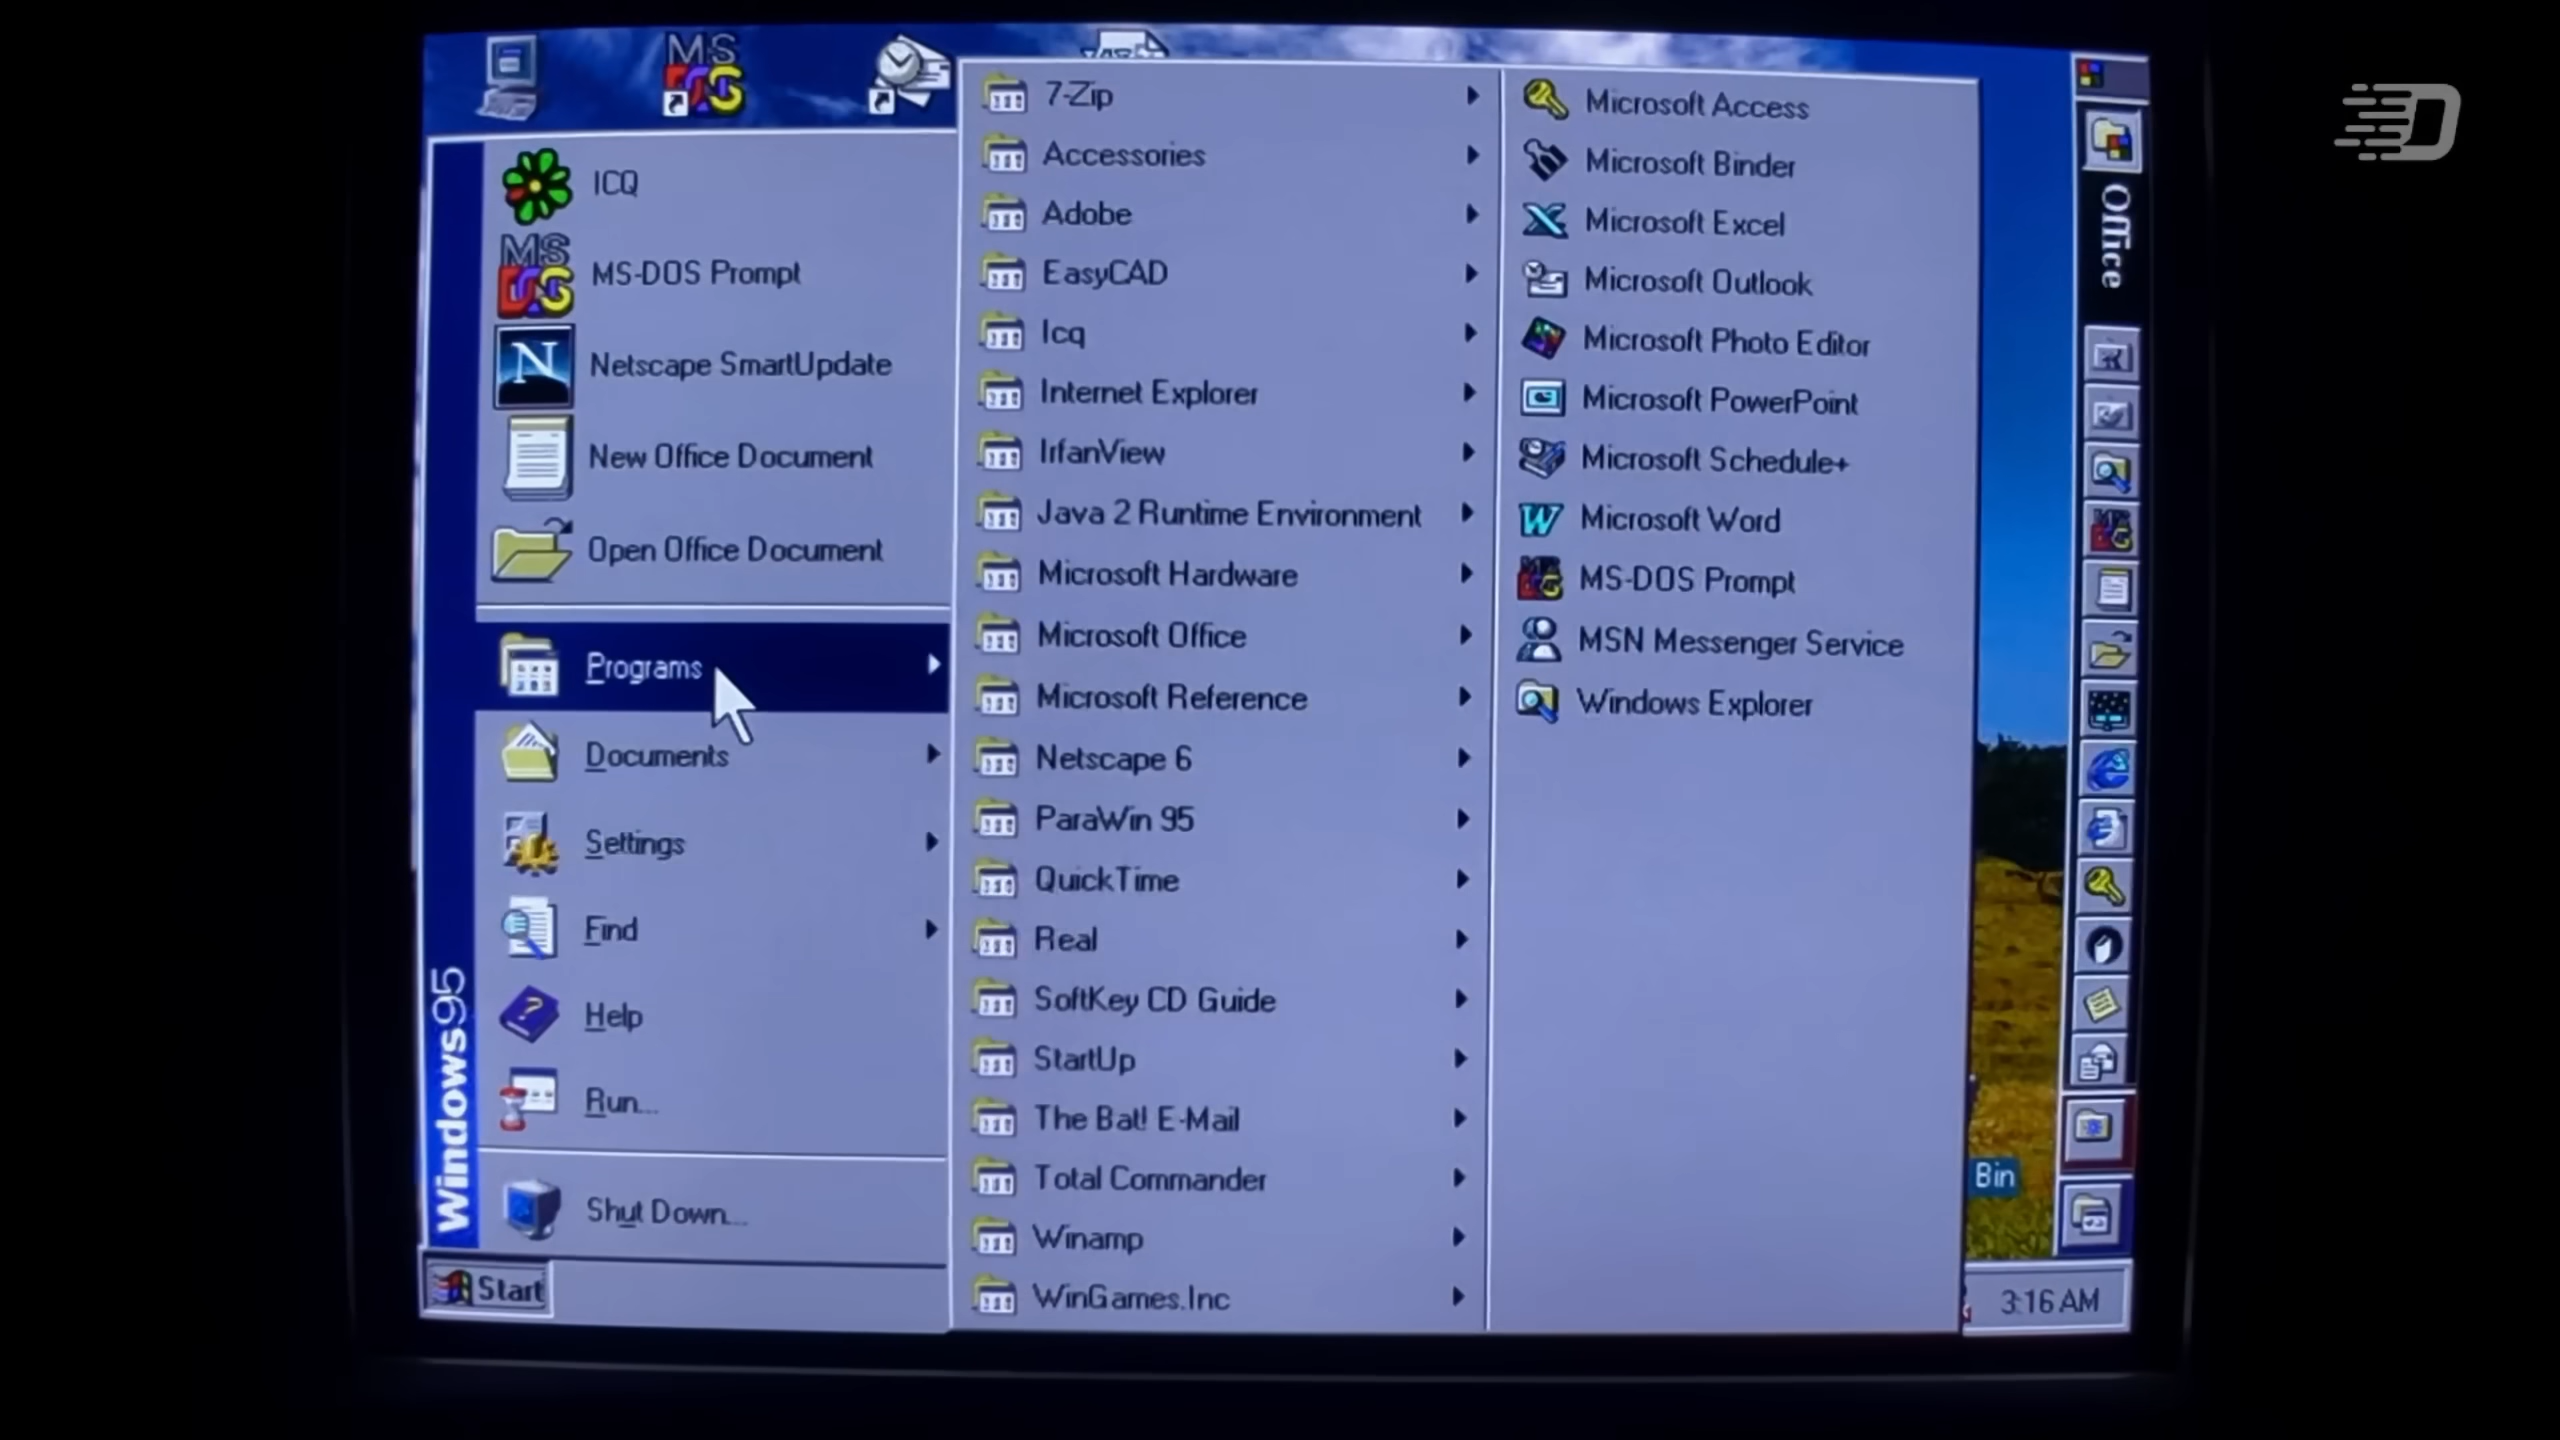 MS
ICQ
MS
DOS
MS-DOS Prompt
N
Netscape SmartUpdate
New Office Document
Open Office Document
Programs
Documents
Settings
Find
Help
Run...
Shut Down...
Windows95
Start
7-Zip
Accessories
Adobe
EasyCAD
Icq
Internet Explorer
IrfanView
Java 2 Runtime Environment
Microsoft Hardware
Microsoft Office
Microsoft Reference
Netscape 6
ParaWin 95
QuickTime
Real
SoftKey CD Guide
StartUp
The Bat! E-Mail
Total Commander
Winamp
WinGames.Inc
Microsoft Access
Microsoft Binder
Microsoft Excel
Microsoft Outlook
Microsoft Photo Editor
Microsoft PowerPoint
Microsoft Schedule+
Microsoft Word
MS-DOS Prompt
MSN Messenger Service
Windows Explorer
Office
Bin
3:16 AM
D